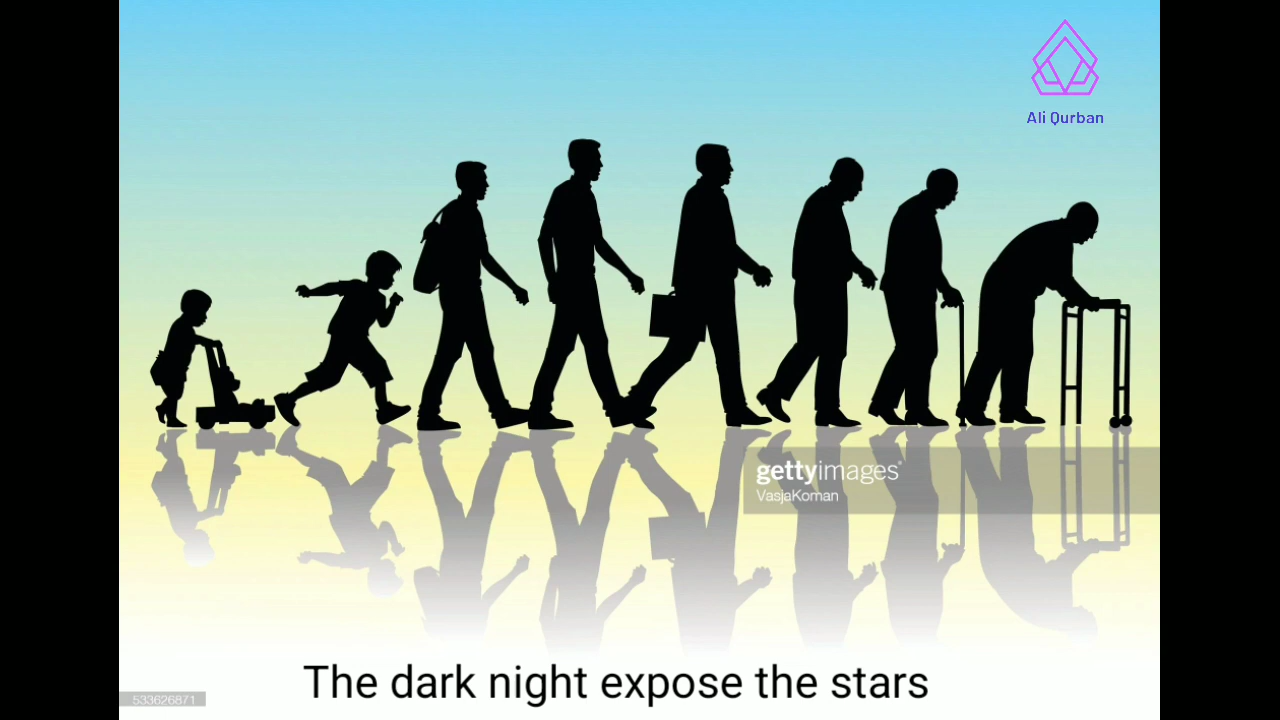 Ali Qurban
gettyimages
VasjaKoman
The dark night expose the stars
533626871